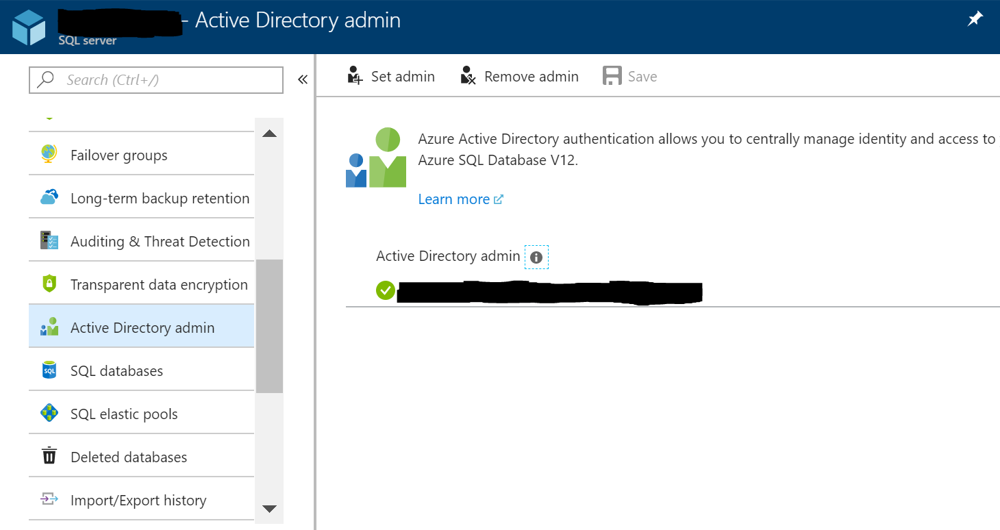 - Active Directory admin
SQL server
Search (Ctrl+/)
«
Set admin
Remove admin
Save
Failover groups
Long-term backup retention
Auditing & Threat Detection
Transparent data encryption
Active Directory admin
SQL
SQL databases
SQL elastic pools
Deleted databases
Import/Export history
Azure Active Directory authentication allows you to centrally manage identity and access to
Azure SQL Database V12.
Learn more
Active Directory admin